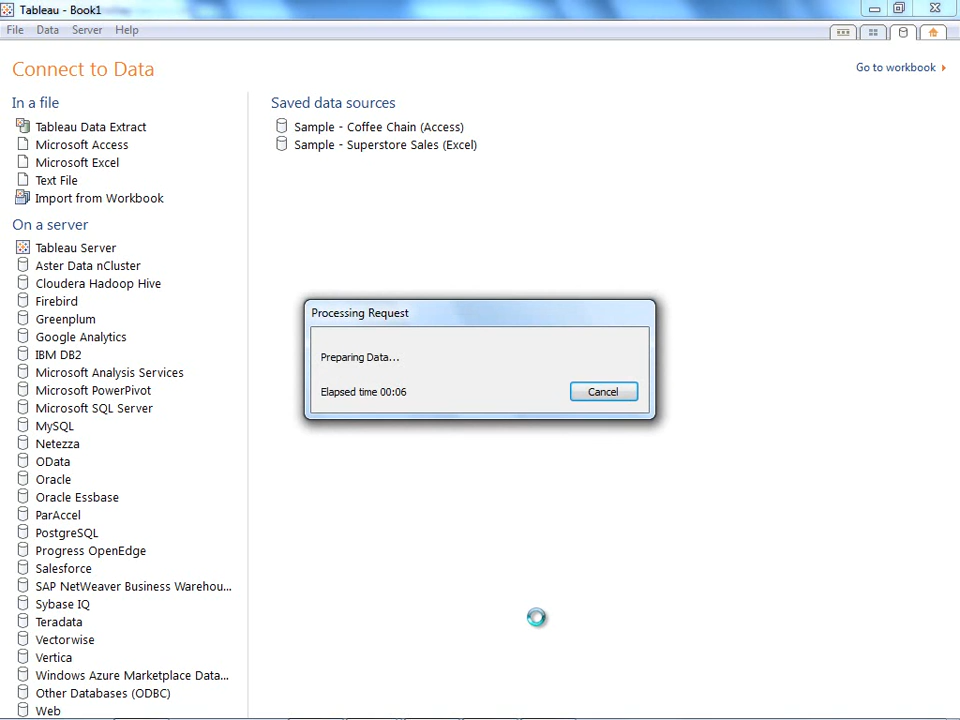 Tableau - Book1
File Data Server Help
Connect to Data
Go to workbook
In a file
Tableau Data Extract
Microsoft Access
Microsoft Excel
Text File
Import from Workbook
On a server
Tableau Server
Aster Data nCluster
Cloudera Hadoop Hive
Firebird
Greenplum
Google Analytics
IBM DB2
Microsoft Analysis Services
Microsoft PowerPivot
Microsoft SQL Server
MySQL
Netezza
OData
Oracle
Oracle Essbase
ParAccel
PostgreSQL
Progress OpenEdge
Salesforce
SAP NetWeaver Business Warehou...
Sybase IQ
Teradata
Vectorwise
Vertica
Windows Azure Marketplace Data...
Other Databases (ODBC)
Web
Saved data sources
Sample - Coffee Chain (Access)
Sample - Superstore Sales (Excel)
Processing Request
Preparing Data...
Elapsed time 00:06
Cancel